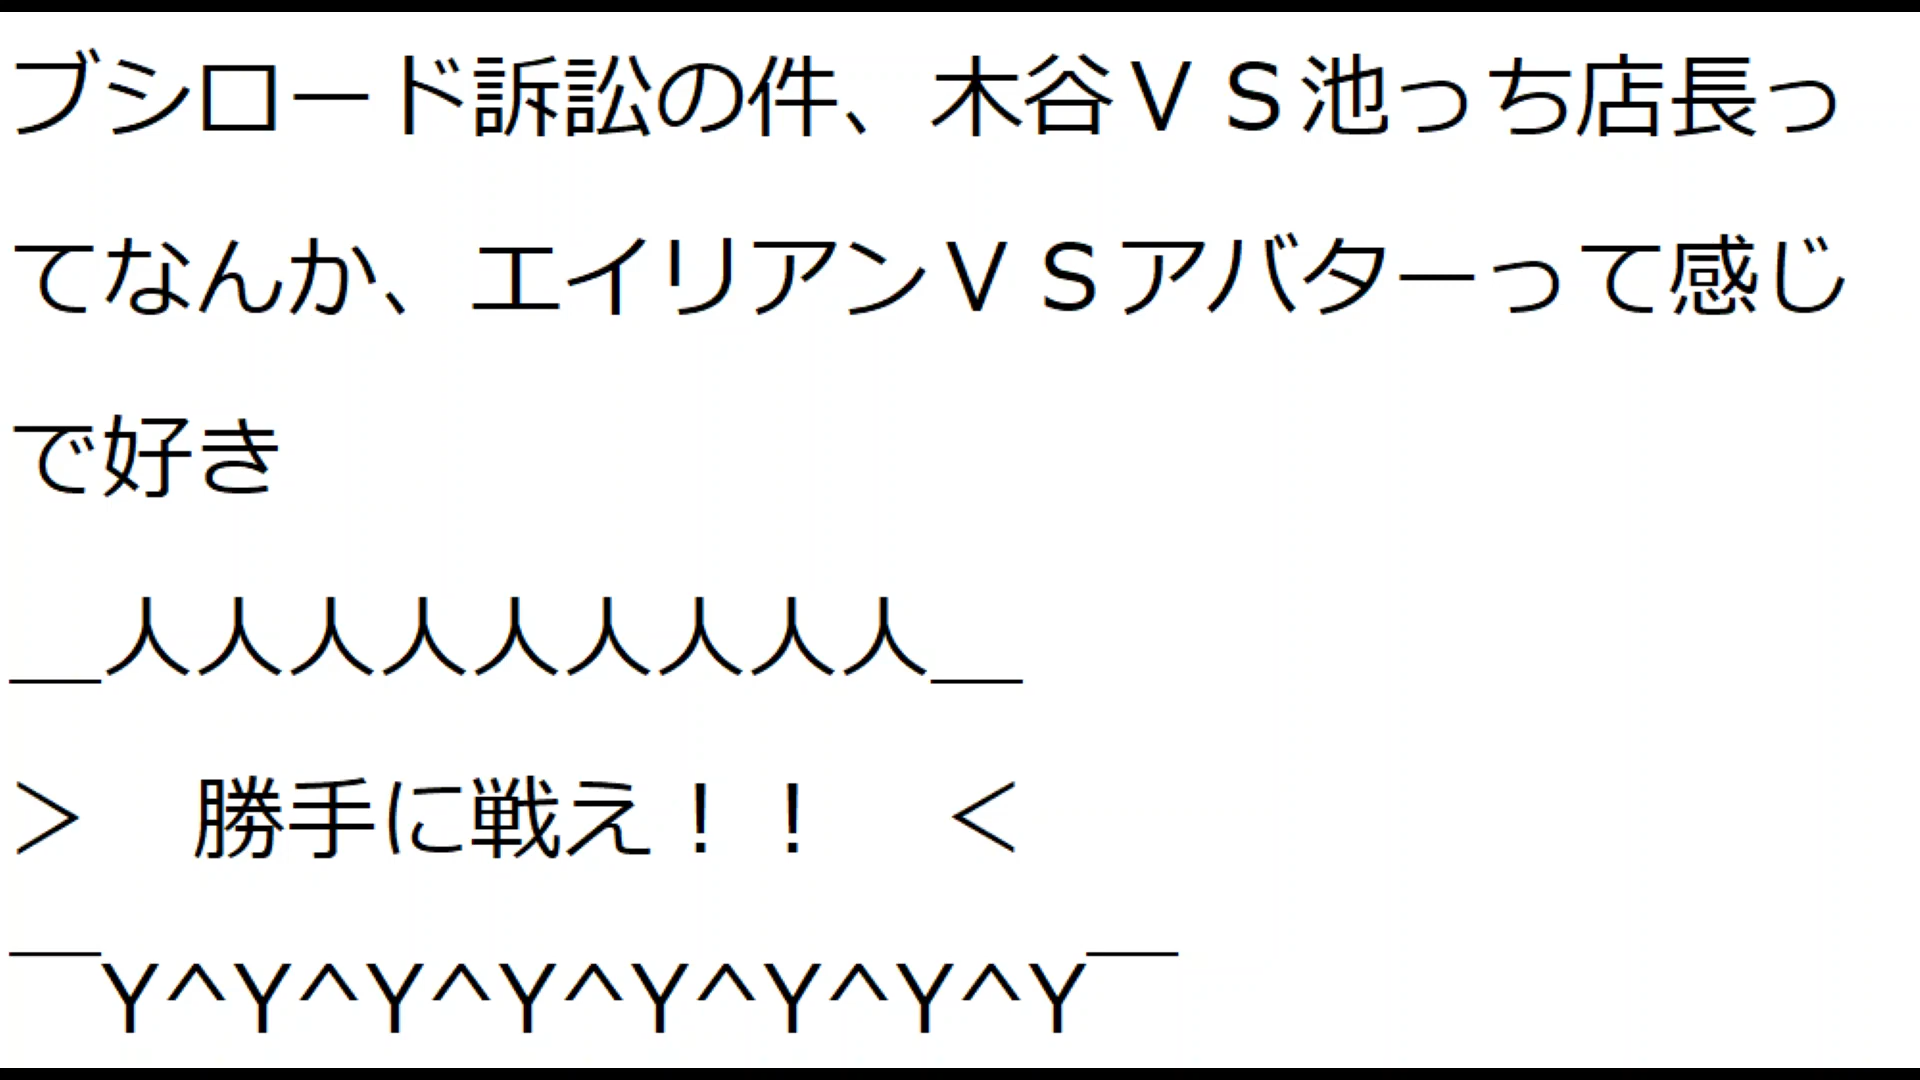 ブシロード訴訟の件、木谷ＶＳ池っち店長っ
てなんか、エイリアンＶＳアバターって感じ
で好き
＿人人人人人人人人人＿
＞　勝手に戦え！！　＜
￣Y^Y^Y^Y^Y^Y^Y^Y￣